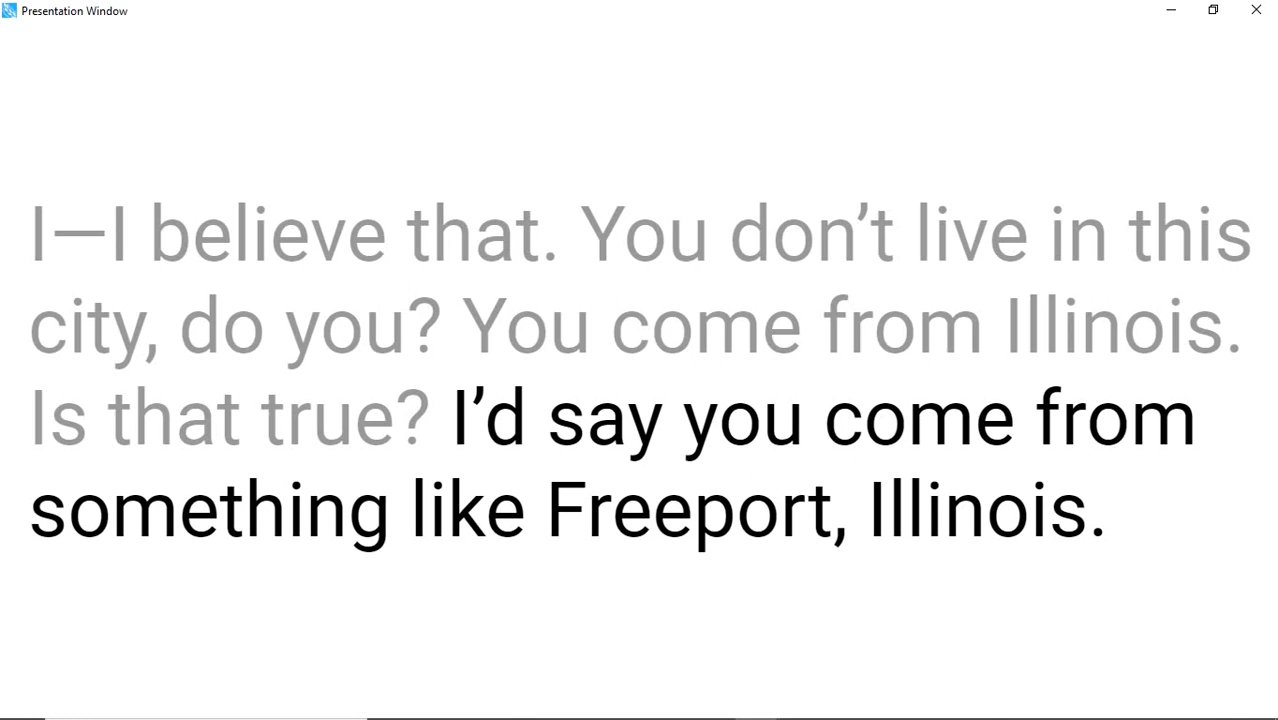 Presentation Window
I—I believe that. You don’t live in this
city, do you? You come from Illinois.
Is that true? I’d say you come from
something like Freeport, Illinois.